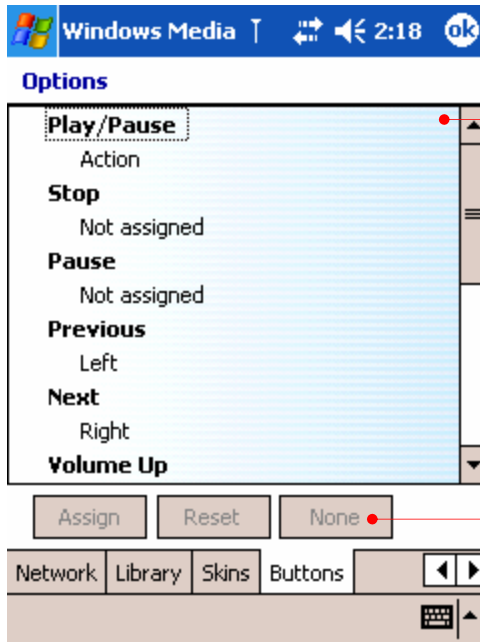 Windows Media 2:18 ok
Options
Play/Pause
Action
Stop
Not assigned
Pause
Not assigned
Previous
Left
Next
Right
Volume Up
Assign Reset None
Network Library Skins Buttons